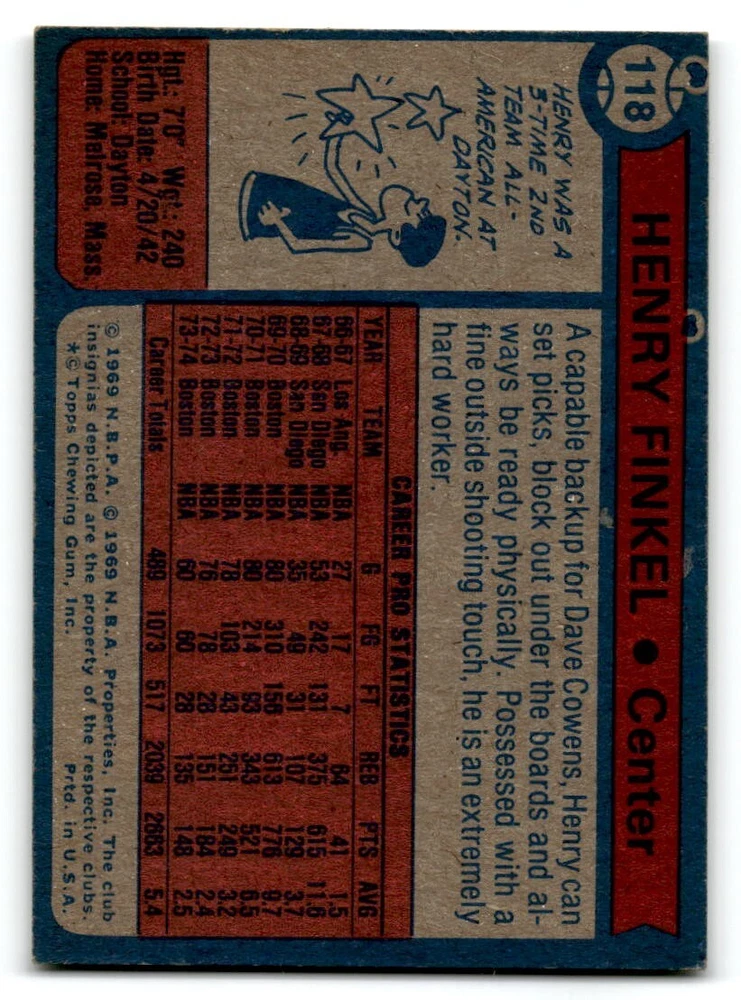 118
HENRY FINKEL • Center
HENRY WAS A
3-TIME 2ND
TEAM ALL-
AMERICAN AT
DAYTON.
Hgt.: 7'0" Wgt.: 240
Birth Date: 4/20/42
School: Dayton
Home: Melrose, Mass.
A capable backup for Dave Cowens, Henry can
set picks, block out under the boards and al-
ways be ready physically. Possessed with a
fine outside shooting touch, he is an extremely
hard worker.
CAREER PRO STATISTICS
YEAR TEAM G FG FT REB PTS AVG
66-67 Los Ang. NBA 27 17 7 64 41 1.5
67-68 San Diego NBA 53 242 131 375 615 11.6
68-69 San Diego NBA 35 49 31 107 129 3.7
69-70 Boston NBA 80 310 156 613 776 9.7
70-71 Boston NBA 80 214 93 343 521 6.5
71-72 Boston NBA 78 103 43 251 249 3.2
72-73 Boston NBA 76 78 28 151 184 2.4
73-74 Boston NBA 60 60 28 135 148 2.5
Career Totals 489 1073 517 2039 2663 5.4
© 1969 N.B.P.A. © 1969 N.B.A. Properties, Inc. The club
insignias depicted are the property of the respective clubs.
*© Topps Chewing Gum, Inc. Prtd. in U.S.A.